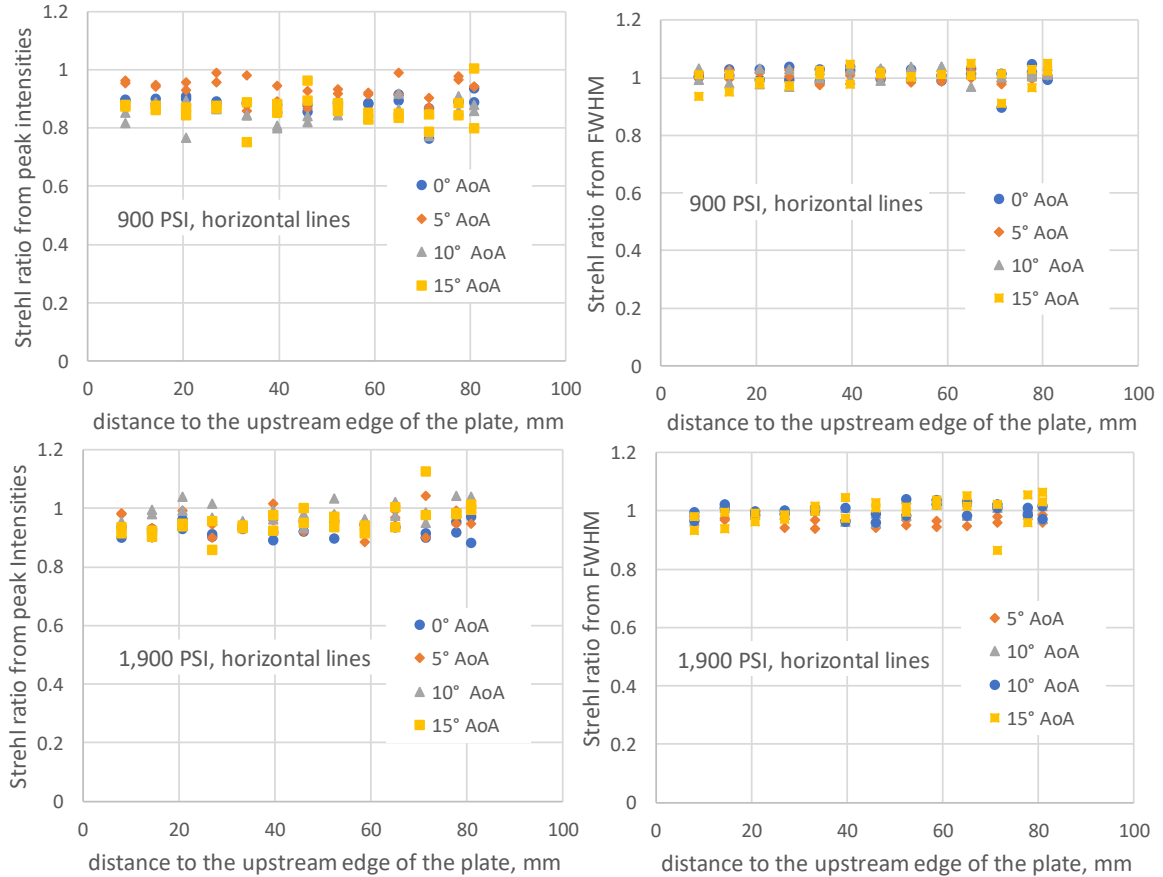 Strehl ratio from peak intensities
1.2
1
0.8
0.6
0.4
0.2
0
0 20 40 60 80 100
distance to the upstream edge of the plate, mm
900 PSI, horizontal lines
0° AoA
5° AoA
10° AoA
15° AoA
Strehl ratio from FWHM
1.2
1
0.8
0.6
0.4
0.2
0
0 20 40 60 80 100
distance to the upstream edge of the plate, mm
900 PSI, horizontal lines
0° AoA
5° AoA
10° AoA
15° AoA
Strehl ratio from peak Intensities
1.2
1
0.8
0.6
0.4
0.2
0
0 20 40 60 80 100
distance to the upstream edge of the plate, mm
1,900 PSI, horizontal lines
0° AoA
5° AoA
10° AoA
15° AoA
Strehl ratio from FWHM
1.2
1
0.8
0.6
0.4
0.2
0
0 20 40 60 80 100
distance to the upstream edge of the plate, mm
1,900 PSI, horizontal lines
5° AoA
10° AoA
10° AoA
15° AoA